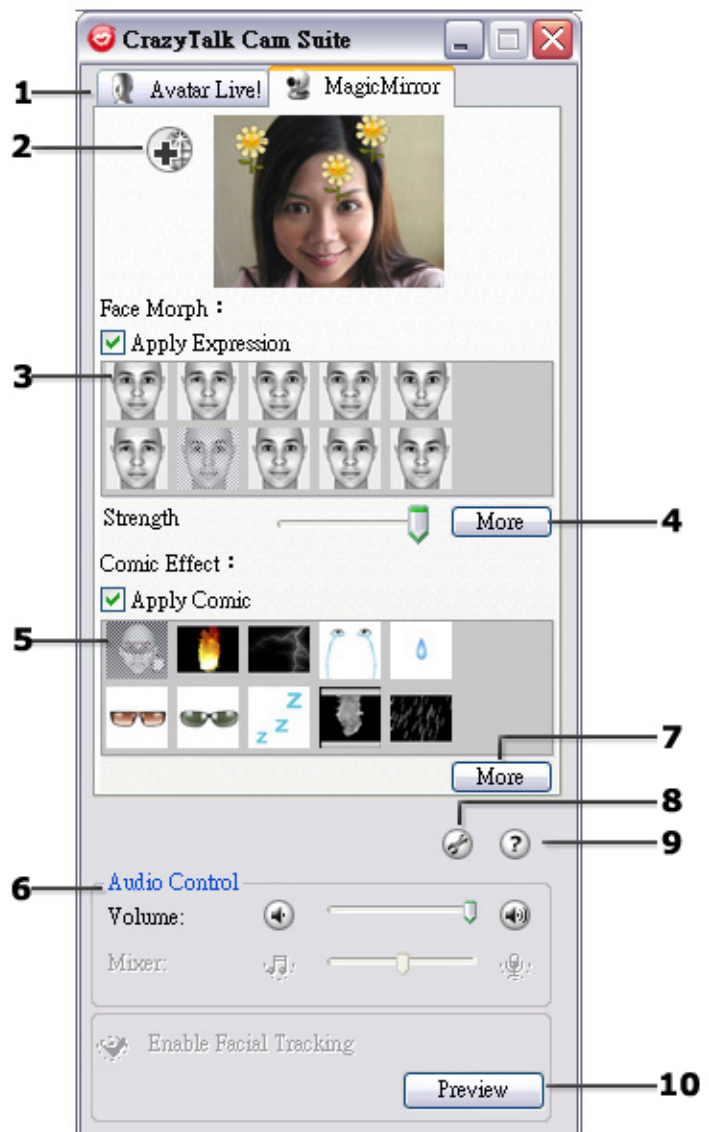 CrazyTalk Cam Suite
1 Avatar Live! MagicMirror
2
Face Morph :
Apply Expression
3
Strength More 4
Comic Effect :
Apply Comic
5
z z z
More 7
8
? 9
6 Audio Control
Volume:
Mixer:
Enable Facial Tracking
Preview 10